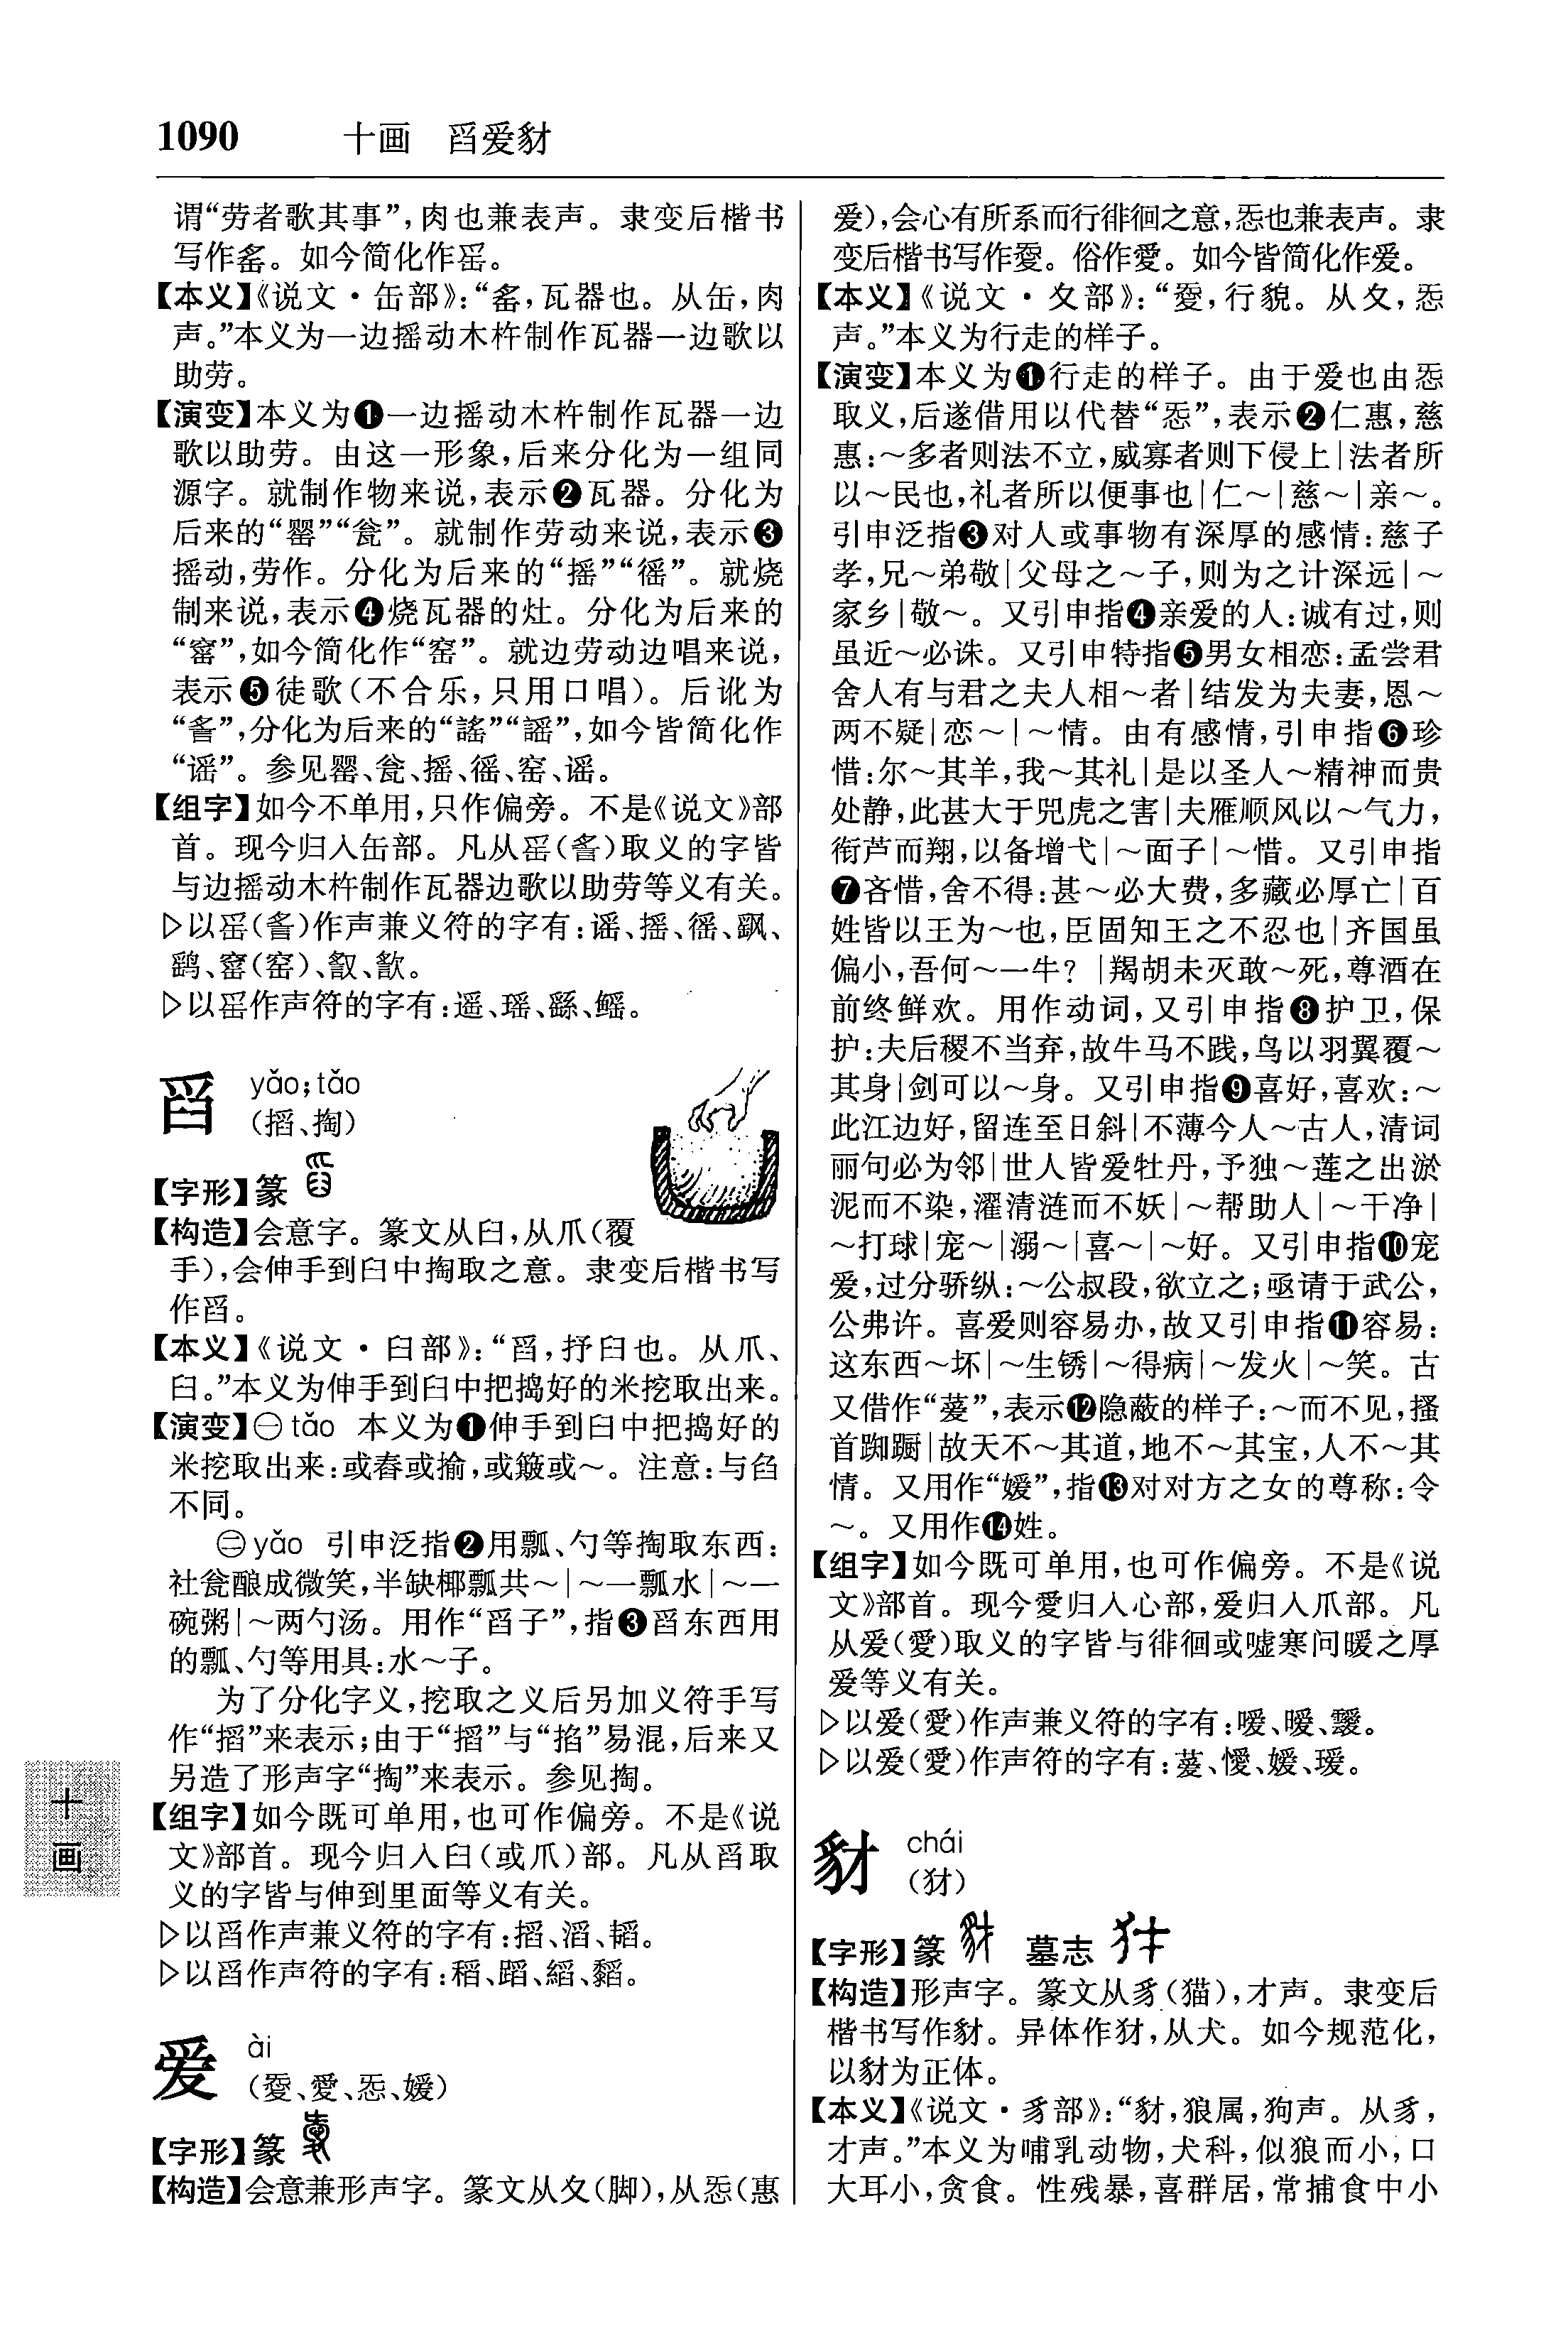 1090 十画 舀爱豺
谓“劳者歌其事”，肉也兼表声。隶变后楷书
写作䍃。如今简化作䍃。
【本义】《说文·缶部》：“䍃，瓦器也。从缶，肉
声。”本义为一边摇动木杵制作瓦器一边歌以
助劳。
【演变】本义为❶一边摇动木杵制作瓦器一边
歌以助劳。由这一形象，后来分化为一组同
源字。就制作物来说，表示❷瓦器。分化为
后来的“罂”“瓮”。就制作劳动来说，表示❸
摇动，劳作。分化为后来的“摇”“徭”。就烧
制来说，表示❹烧瓦器的灶。分化为后来的
“窰”，如今简化作“窑”。就边劳动边唱来说，
表示❺徒歌（不合乐，只用口唱）。后讹为
“䚻”，分化为后来的“謠”“謡”，如今皆简化作
“谣”。参见罂、瓮、摇、徭、窑、谣。
【组字】如今不单用，只作偏旁。不是《说文》部
首。现今归入缶部。凡从䍃（䚻）取义的字皆
与边摇动木杵制作瓦器边歌以助劳等义有关。
▷以䍃（䚻）作声兼义符的字有：谣、摇、徭、飖、
鹞、窰（窑）、㿑、歙。
▷以䍃作声符的字有：遥、瑶、繇、鳐。
舀 yǎo；tǎo
（搯、掏）
【字形】篆
【构造】会意字。篆文从臼，从爪（覆
手），会伸手到臼中掏取之意。隶变后楷书写
作舀。
【本义】《说文·臼部》：“舀，抒臼也。从爪、
臼。”本义为伸手到臼中把捣好的米挖取出来。
【演变】㊀tǎo 本义为❶伸手到臼中把捣好的
米挖取出来：或舂或揄，或簸或～。注意：与臽
不同。
㊁yǎo 引申泛指❷用瓢、勺等掏取东西：
社瓮酿成微笑，半缺椰瓢共～|～一瓢水|～一
碗粥|～两勺汤。用作“舀子”，指❸舀东西用
的瓢、勺等用具：水～子。
为了分化字义，挖取之义后另加义符手写
作“搯”来表示；由于“搯”与“掐”易混，后来又
另造了形声字“掏”来表示。参见掏。
【组字】如今既可单用，也可作偏旁。不是《说
文》部首。现今归入臼（或爪）部。凡从舀取
义的字皆与伸到里面等义有关。
▷以舀作声兼义符的字有：搯、滔、韬。
▷以舀作声符的字有：稻、蹈、縚、䵚。
爱 ài
（㤅、愛、㤅、嫒）
【字形】篆
【构造】会意兼形声字。篆文从夊（脚），从㤅（惠
爱），会心有所系而行徘徊之意，㤅也兼表声。隶
变后楷书写作。俗作愛。如今皆简化作爱。
【本义】《说文·夊部》：“，行貌。从夊，㤅
声。”本义为行走的样子。
【演变】本义为❶行走的样子。由于爱也由㤅
取义，后遂借用以代替“㤅”，表示❷仁惠，慈
惠：～多者则法不立，威寡者则下侵上|法者所
以～民也，礼者所以便事也|仁～|慈～|亲～。
引申泛指❸对人或事物有深厚的感情：慈子
孝，兄～弟敬|父母之～子，则为之计深远|～
家乡|敬～。又引申指❹亲爱的人：诚有过，则
虽近～必诛。又引申特指❺男女相恋：孟尝君
舍人有与君之夫人相～者|结发为夫妻，恩～
两不疑|恋～|～情。由有感情，引申指❻珍
惜：尔～其羊，我～其礼|是以圣人～精神而贵
处静，此甚大于兕虎之害|夫雁顺风以～气力，
衔芦而翔，以备增弋|～面子|～惜。又引申指
❼吝惜，舍不得：甚～必大费，多藏必厚亡|百
姓皆以王为～也，臣固知王之不忍也|齐国虽
偏小，吾何～一牛？|羯胡未灭敢～死，尊酒在
前终鲜欢。用作动词，又引申指❽护卫，保
护：夫后稷不当弃，故牛马不践，鸟以羽翼覆～
其身|剑可以～身。又引申指❾喜好，喜欢：～
此江边好，留连至日斜|不薄今人～古人，清词
丽句必为邻|世人皆爱牡丹，予独～莲之出淤
泥而不染，濯清涟而不妖|～帮助人|～干净|
～打球|宠～|溺～|喜～|～好。又引申指❿宠
爱，过分骄纵：～公叔段，欲立之；亟请于武公，
公弗许。喜爱则容易办，故又引申指⓫容易：
这东西～坏|～生锈|～得病|～发火|～笑。古
又借作“薆”，表示⓬隐蔽的样子：～而不见，搔
首踟蹰|故天不～其道，地不～其宝，人不～其
情。又用作“嫒”，指⓭对对方之女的尊称：令
～。又用作⓮姓。
【组字】如今既可单用，也可作偏旁。不是《说
文》部首。现今愛归入心部，爱归入爪部。凡
从爱（愛）取义的字皆与徘徊或嘘寒问暖之厚
爱等义有关。
▷以爱（愛）作声兼义符的字有：嗳、暧、靉。
▷以爱（愛）作声符的字有：薆、懓、嫒、瑷。
豺 chái
（犲）
【字形】篆 墓志
【构造】形声字。篆文从豸（猫），才声。隶变后
楷书写作豺。异体作犲，从犬。如今规范化，
以豺为正体。
【本义】《说文·豸部》：“豺，狼属，狗声。从豸，
才声。”本义为哺乳动物，犬科，似狼而小，口
大耳小，贪食。性残暴，喜群居，常捕食中小
十
画